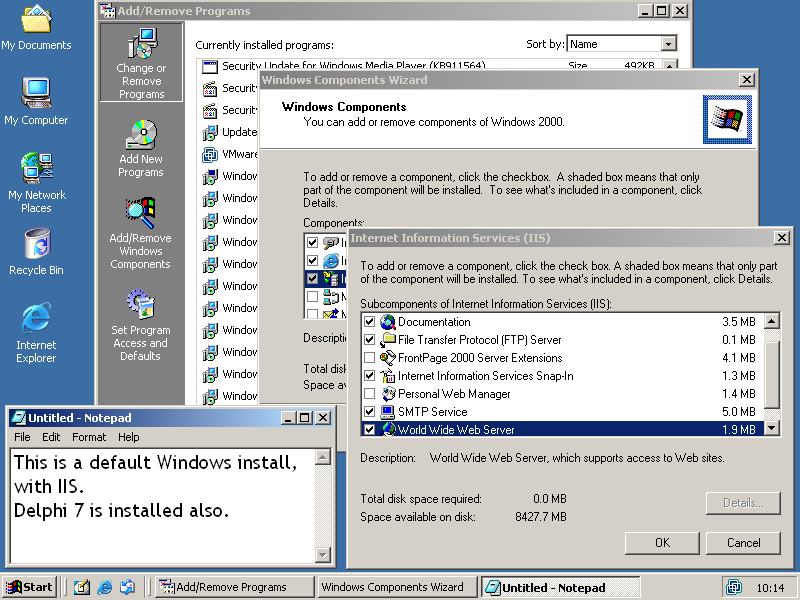 My Documents
My Computer
My Network
Places
Recycle Bin
Internet
Explorer
Add/Remove Programs
Change or
Remove
Programs
Add New
Programs
Add/Remove
Windows
Components
Set Program
Access and
Defaults
Currently installed programs:
Sort by: Name
Security Update for Windows Media Player (KB911564)
Size 492KB
Security
Security
Update
VMware
Window
Window
Window
Window
Window
Window
Window
Window
Window
Window
Window
Windows Components Wizard
Windows Components
You can add or remove components of Windows 2000.
To add or remove a component, click the checkbox. A shaded box means that only
part of the component will be installed. To see what's included in a component, click
Details.
Components:
Descriptio
Total disk
Space av
Internet Information Services (IIS)
To add or remove a component, click the check box. A shaded box means that only part
of the component will be installed. To see what's included in a component, click Details.
Subcomponents of Internet Information Services (IIS):
Documentation 3.5 MB
File Transfer Protocol (FTP) Server 0.1 MB
FrontPage 2000 Server Extensions 4.1 MB
Internet Information Services Snap-In 1.3 MB
Personal Web Manager 1.4 MB
SMTP Service 5.0 MB
World Wide Web Server 1.9 MB
Description: World Wide Web Server, which supports access to Web sites.
Total disk space required: 0.0 MB
Space available on disk: 8427.7 MB
Details...
OK Cancel
Untitled - Notepad
File Edit Format Help
This is a default Windows install,
with IIS.
Delphi 7 is installed also.
Start Add/Remove Programs Windows Components Wizard Untitled - Notepad 10:14